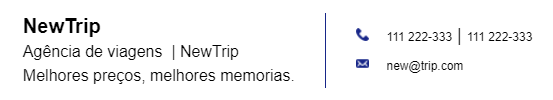 NewTrip
Agência de viagens | NewTrip
Melhores preços, melhores memorias.
111 222-333 | 111 222-333
new@trip.com